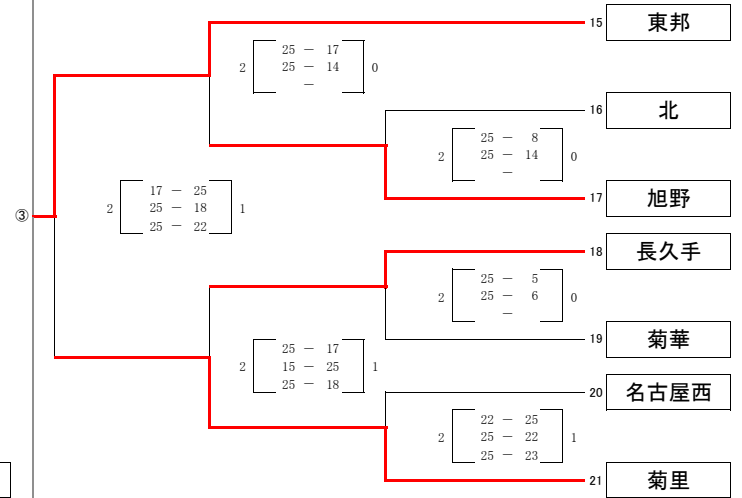 15 東邦
25 － 17
2 25 － 14 0
－
16 北
25 － 8
2 25 － 14 0
－
17 旭野
17 － 25
2 25 － 18 1
25 － 22
③
18 長久手
25 － 5
2 25 － 6 0
－
19 菊華
25 － 17
2 15 － 25 1
25 － 18
20 名古屋西
22 － 25
2 25 － 22 1
25 － 23
21 菊里